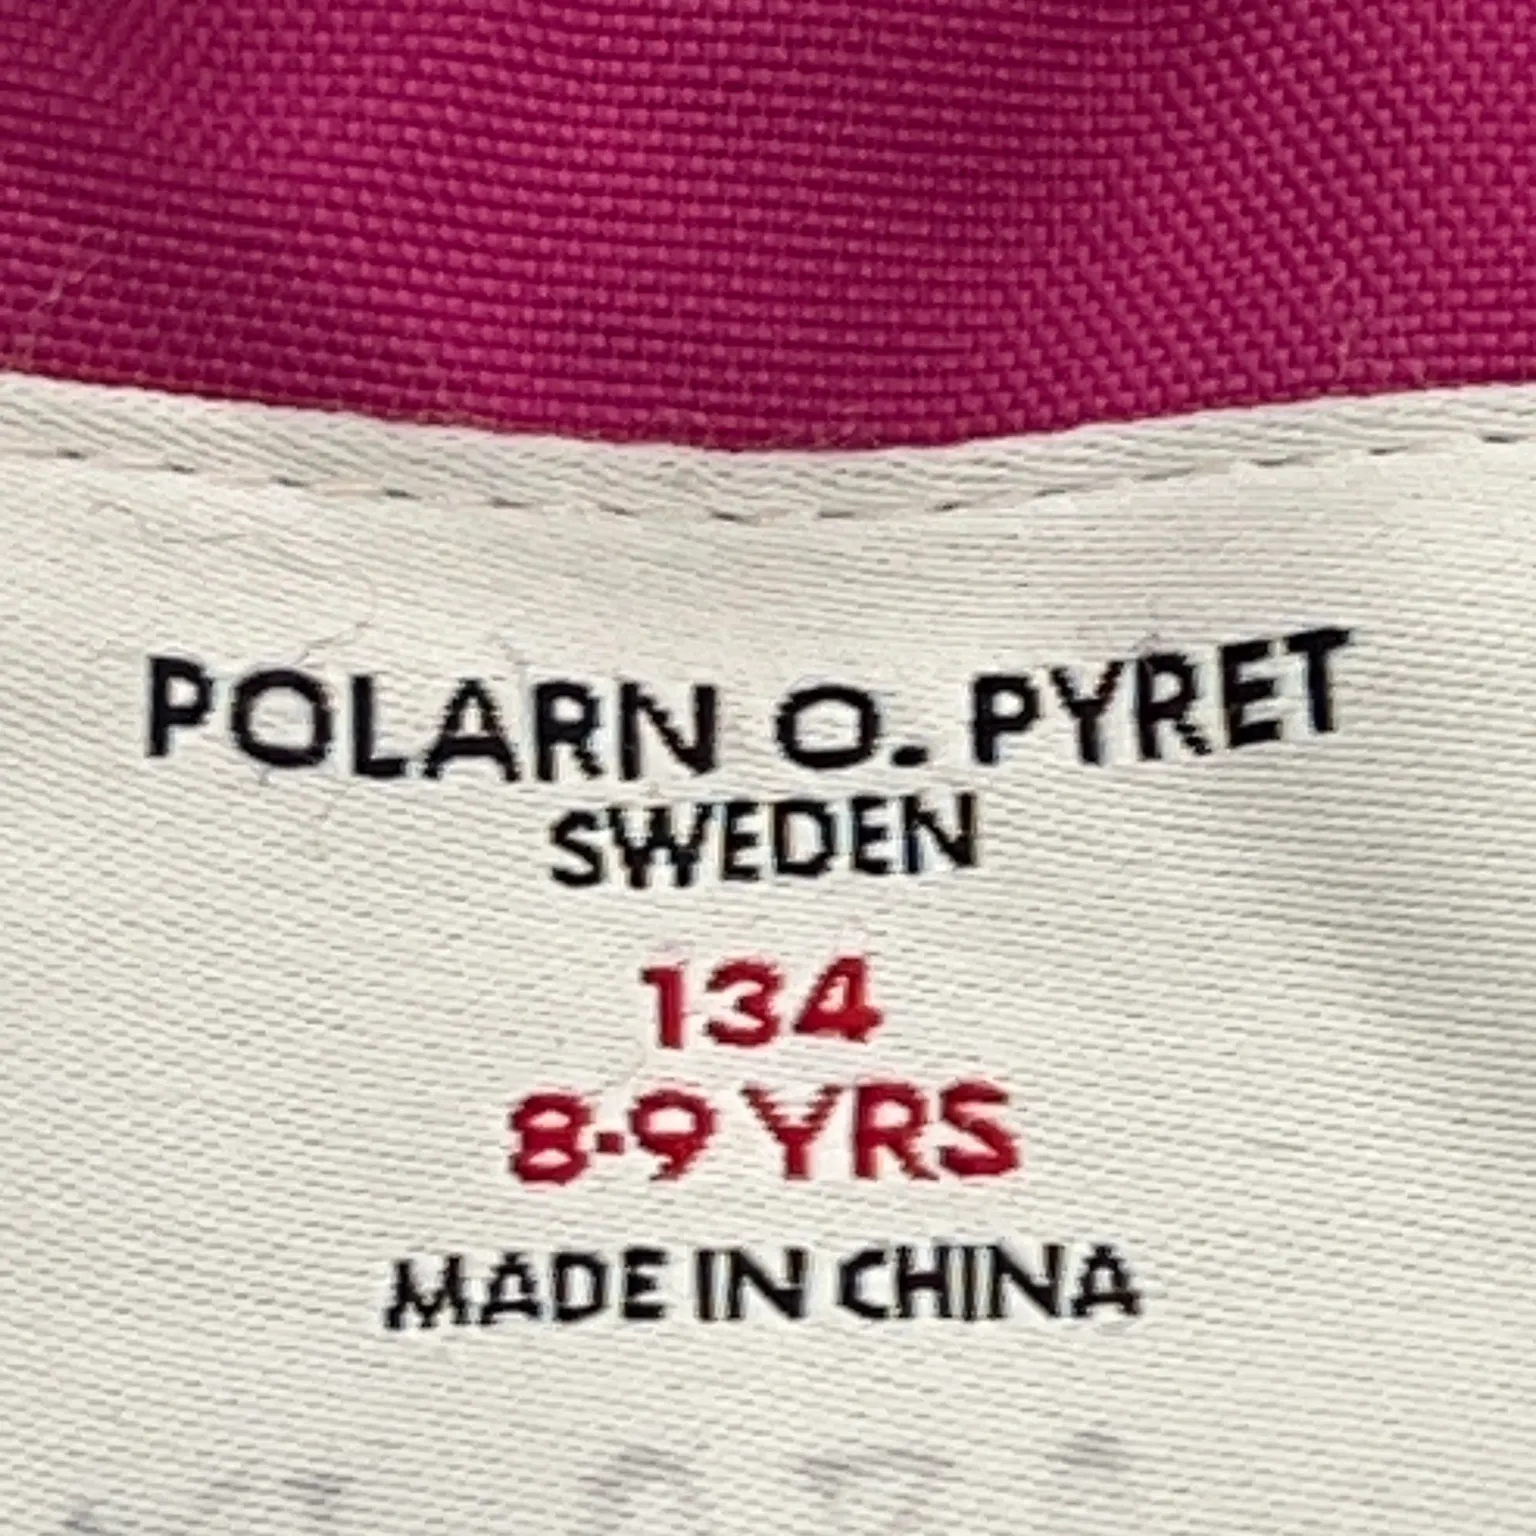 POLARN O. PYRET
SWEDEN
134
8-9 YRS
MADE IN CHINA